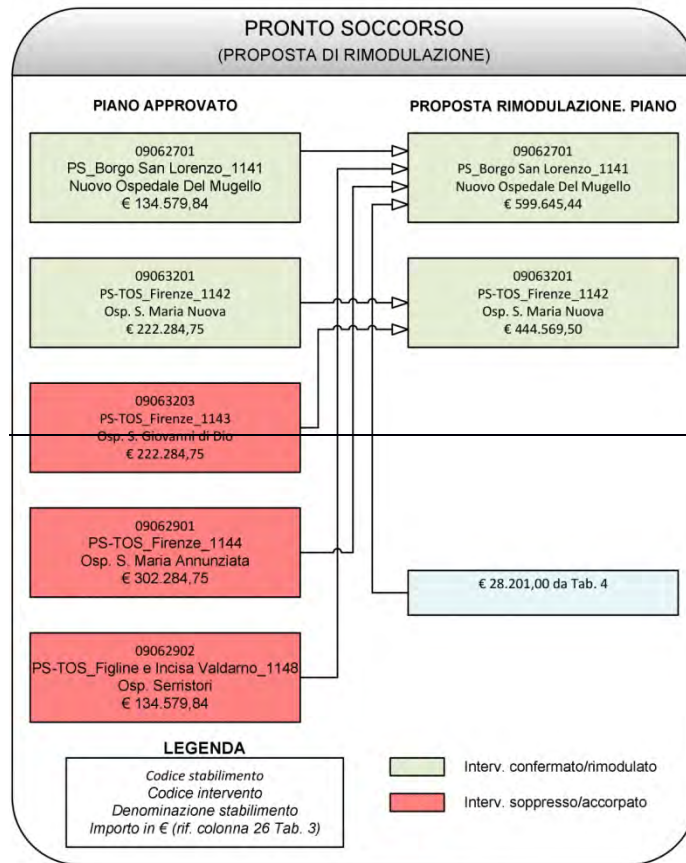 PRONTO SOCCORSO
(PROPOSTA DI RIMODULAZIONE)
PIANO APPROVATO
09062701
PS_Borgo San Lorenzo_1141
Nuovo Ospedale Del Mugello
€ 134.579,84
09063201
PS-TOS_Firenze_1142
Osp. S. Maria Nuova
€ 222.284,75
09063203
PS-TOS_Firenze_1143
Osp. S. Giovanni di Dio
€ 222.284,75
09062901
PS-TOS_Firenze_1144
Osp. S. Maria Annunziata
€ 302.284,75
09062902
PS-TOS_Figline e Incisa Valdarno_1148
Osp. Serristori
€ 134.579,84
PROPOSTA RIMODULAZIONE. PIANO
09062701
PS_Borgo San Lorenzo_1141
Nuovo Ospedale Del Mugello
€ 599.645,44
09063201
PS-TOS_Firenze_1142
Osp. S. Maria Nuova
€ 444.569,50
€ 28.201,00 da Tab. 4
LEGENDA
Codice stabilimento
Codice intervento
Denominazione stabilimento
Importo in € (rif. colonna 26 Tab. 3)
Interv. confermato/rimodulato
Interv. soppresso/accorpato